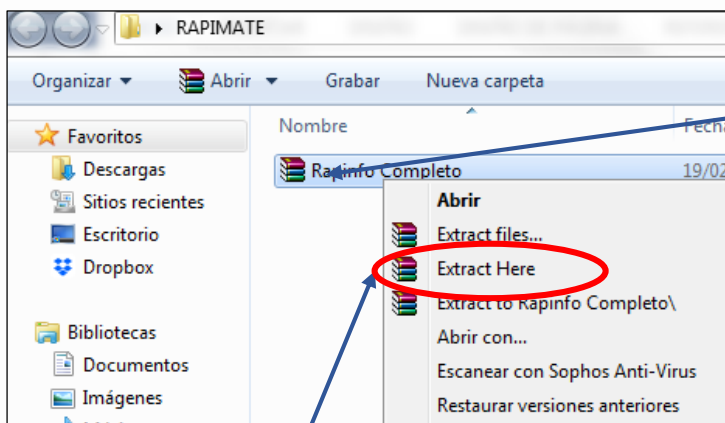 RAPIMATE
Organizar
Abrir
Grabar
Nueva carpeta
Favoritos
Descargas
Sitios recientes
Escritorio
Dropbox
Bibliotecas
Documentos
Imágenes
Nombre
Fecha
Rapinfo Completo
19/02
Abrir
Extract files...
Extract Here
Extract to Rapinfo Completo\
Abrir con...
Escanear con Sophos Anti-Virus
Restaurar versiones anteriores